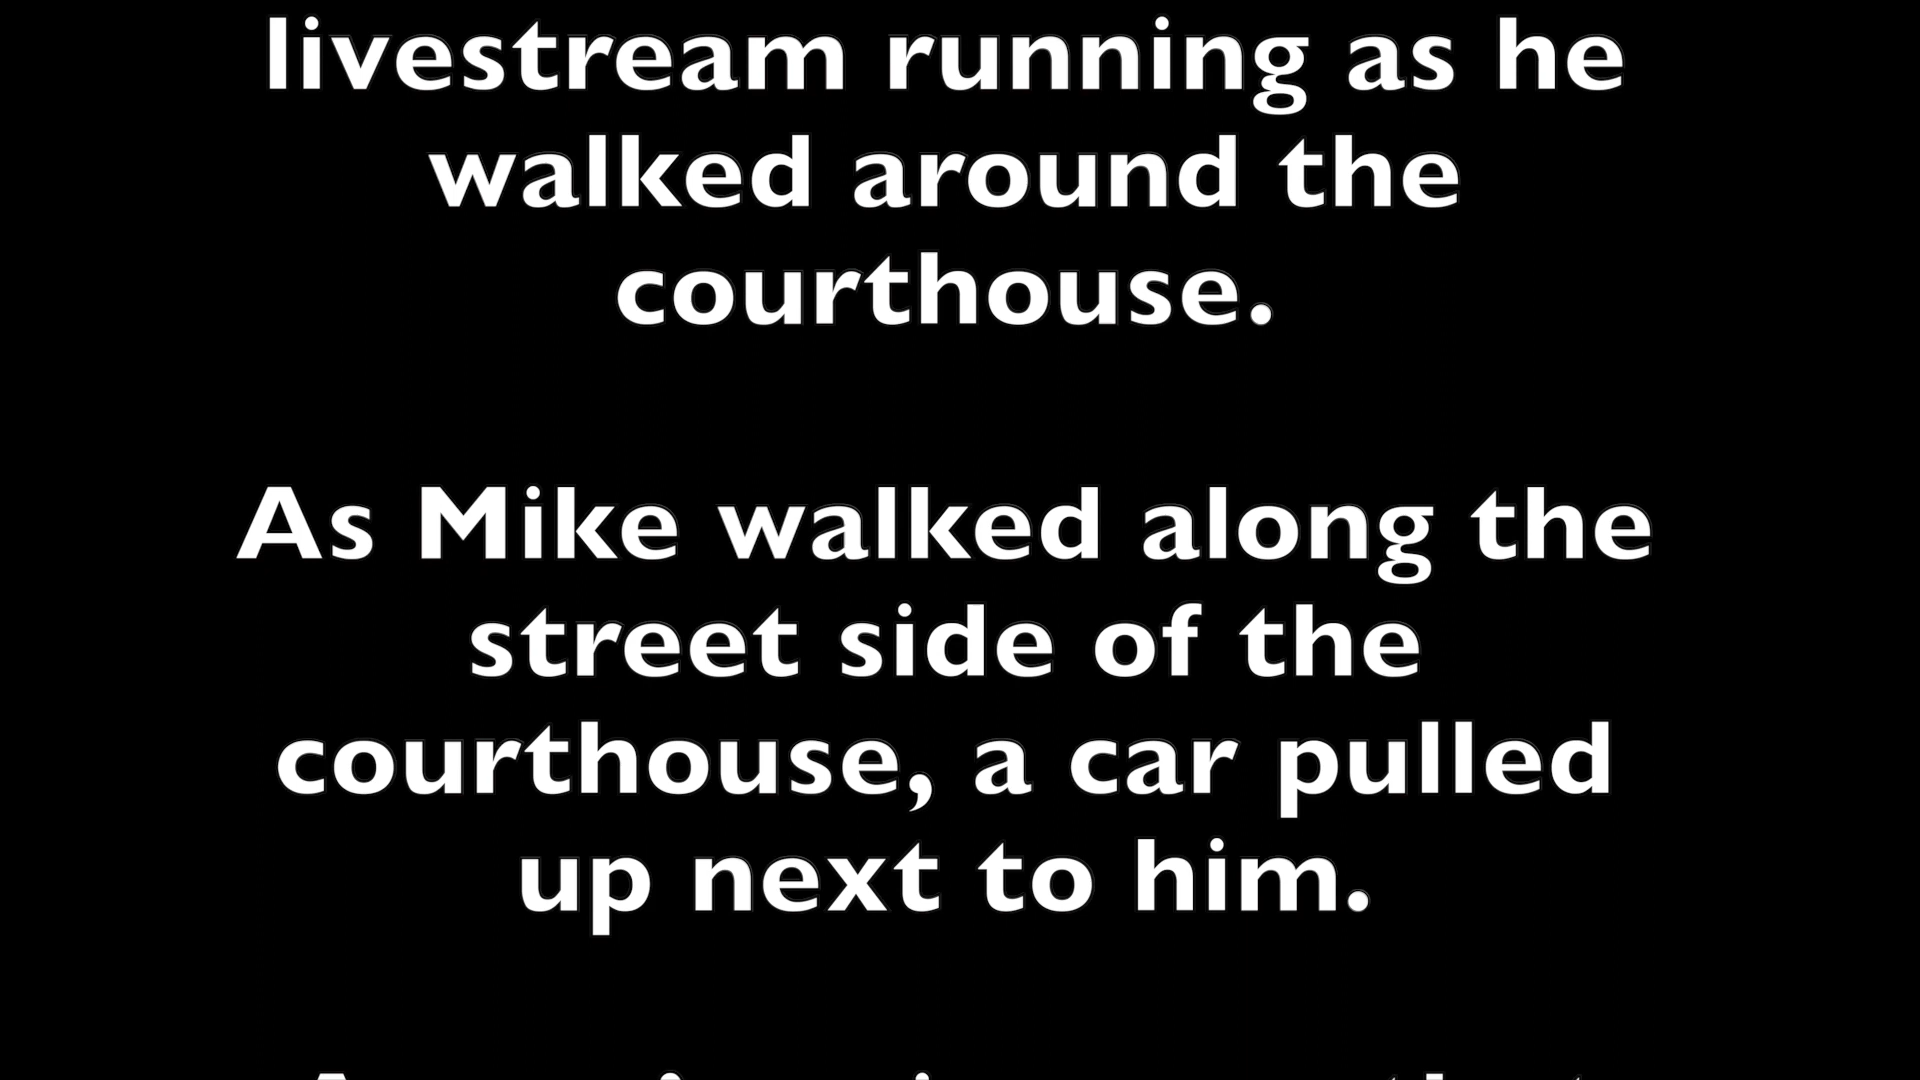 livestream running as he
walked around the
courthouse.
As Mike walked along the
street side of the
courthouse, a car pulled
up next to him.